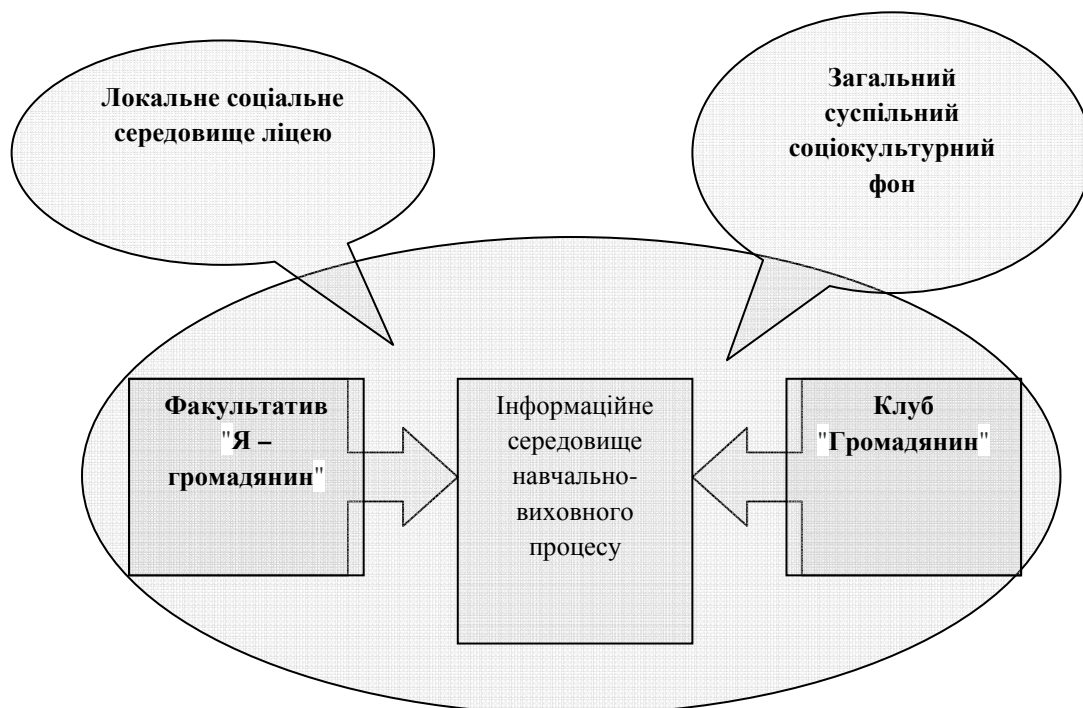 Локальне соціальне
середовище ліцею
Загальний
суспільний
соціокультурний
фон
Факультатив
"Я –
громадянин"
Інформаційне
середовище
навчально-
виховного
процесу
Клуб
"Громадянин"